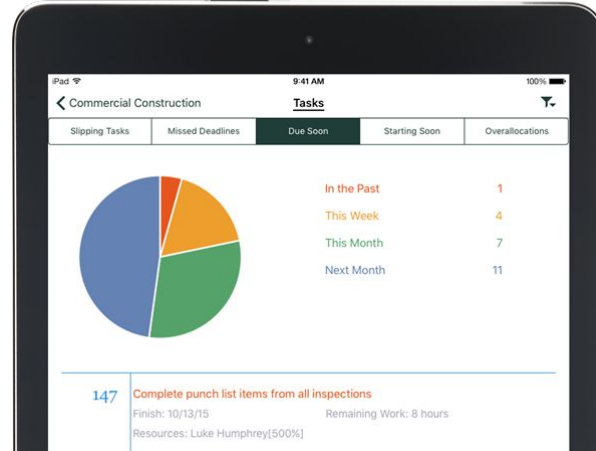 iPad 9:41 AM 100%
Commercial Construction Tasks
Slipping Tasks Missed Deadlines Due Soon Starting Soon Overallocations
In the Past 1
This Week 4
This Month 7
Next Month 11
147 Complete punch list items from all inspections
Finish: 10/13/15 Remaining Work: 8 hours
Resources: Luke Humphrey[500%]